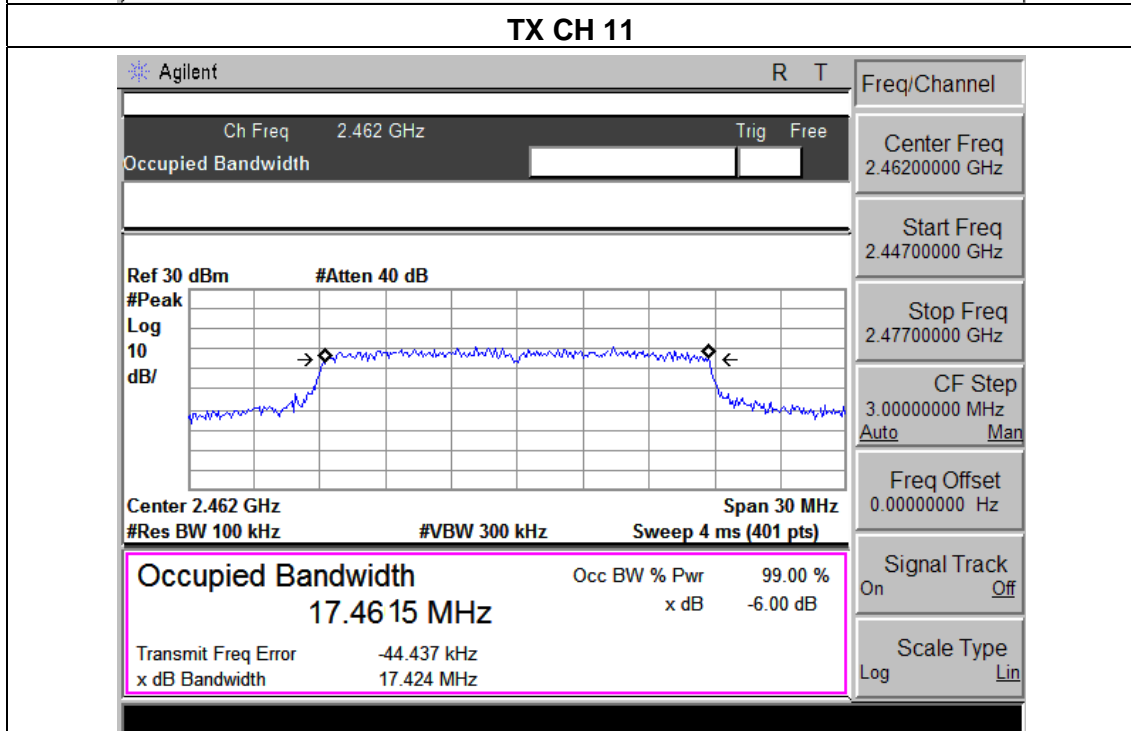 TX CH 11
Agilent R T
Freq/Channel
Ch Freq 2.462 GHz Trig Free
Occupied Bandwidth
Center Freq
2.46200000 GHz
Start Freq
2.44700000 GHz
Ref 30 dBm #Atten 40 dB
#Peak
Log
10
dB/
Stop Freq
2.47700000 GHz
CF Step
3.00000000 MHz
Auto Man
Freq Offset
0.00000000 Hz
Center 2.462 GHz Span 30 MHz
#Res BW 100 kHz #VBW 300 kHz Sweep 4 ms (401 pts)
Occupied Bandwidth Occ BW % Pwr 99.00 %
17.4615 MHz x dB -6.00 dB
Transmit Freq Error -44.437 kHz
x dB Bandwidth 17.424 MHz
Signal Track
On Off
Scale Type
Log Lin